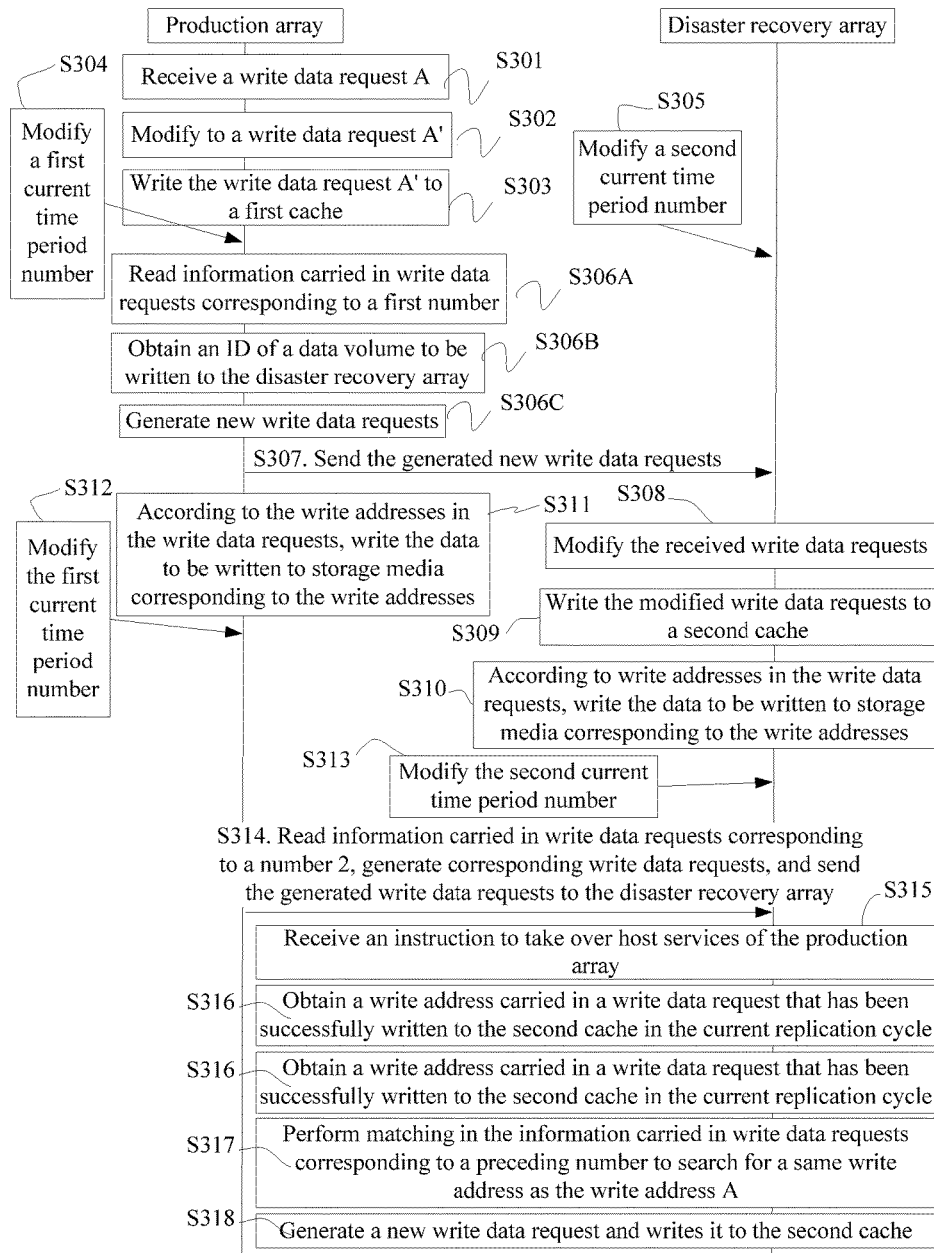 Production array
Disaster recovery array
S304
Receive a write data request A
S301
Modify
a first
current
time
period
number
Modify to a write data request A'
S302
S305
Modify a second
current time
period number
Write the write data request A' to
a first cache
S303
Read information carried in write data
requests corresponding to a first number
S306A
Obtain an ID of a data volume to be
written to the disaster recovery array
S306B
Generate new write data requests
S306C
S307. Send the generated new write data requests
S312
Modify
the first
current
time
period
number
According to the write addresses in
the write data requests, write the data
to be written to storage media
corresponding to the write addresses
S311
S308
Modify the received write data requests
Write the modified write data requests to
a second cache
S309
S310
According to write addresses in the write data
requests, write the data to be written to storage
media corresponding to the write addresses
S313
Modify the second current
time period number
S314. Read information carried in write data requests corresponding
to a number 2, generate corresponding write data requests, and send
the generated write data requests to the disaster recovery array
S315
Receive an instruction to take over host services of the production
array
S316
Obtain a write address carried in a write data request that has been
successfully written to the second cache in the current replication cycle
S316
Obtain a write address carried in a write data request that has been
successfully written to the second cache in the current replication cycle
S317
Perform matching in the information carried in write data requests
corresponding to a preceding number to search for a same write
address as the write address A
S318
Generate a new write data request and writes it to the second cache